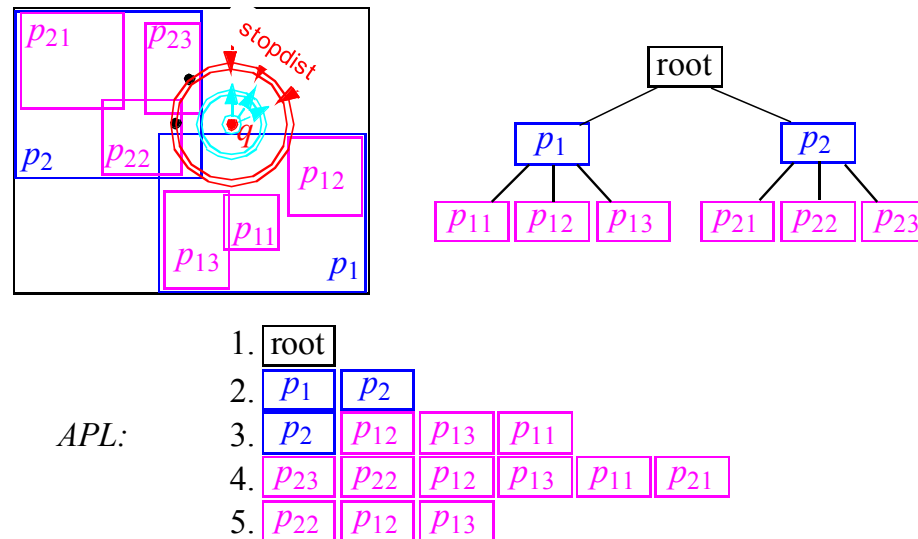 p21
p23
stopdist
q
p22
p2
p12
p11
p13
p1
root
p1 p2
p11 p12 p13 p21 p22 p23
APL:
1. root
2. p1 p2
3. p2 p12 p13 p11
4. p23 p22 p12 p13 p11 p21
5. p22 p12 p13